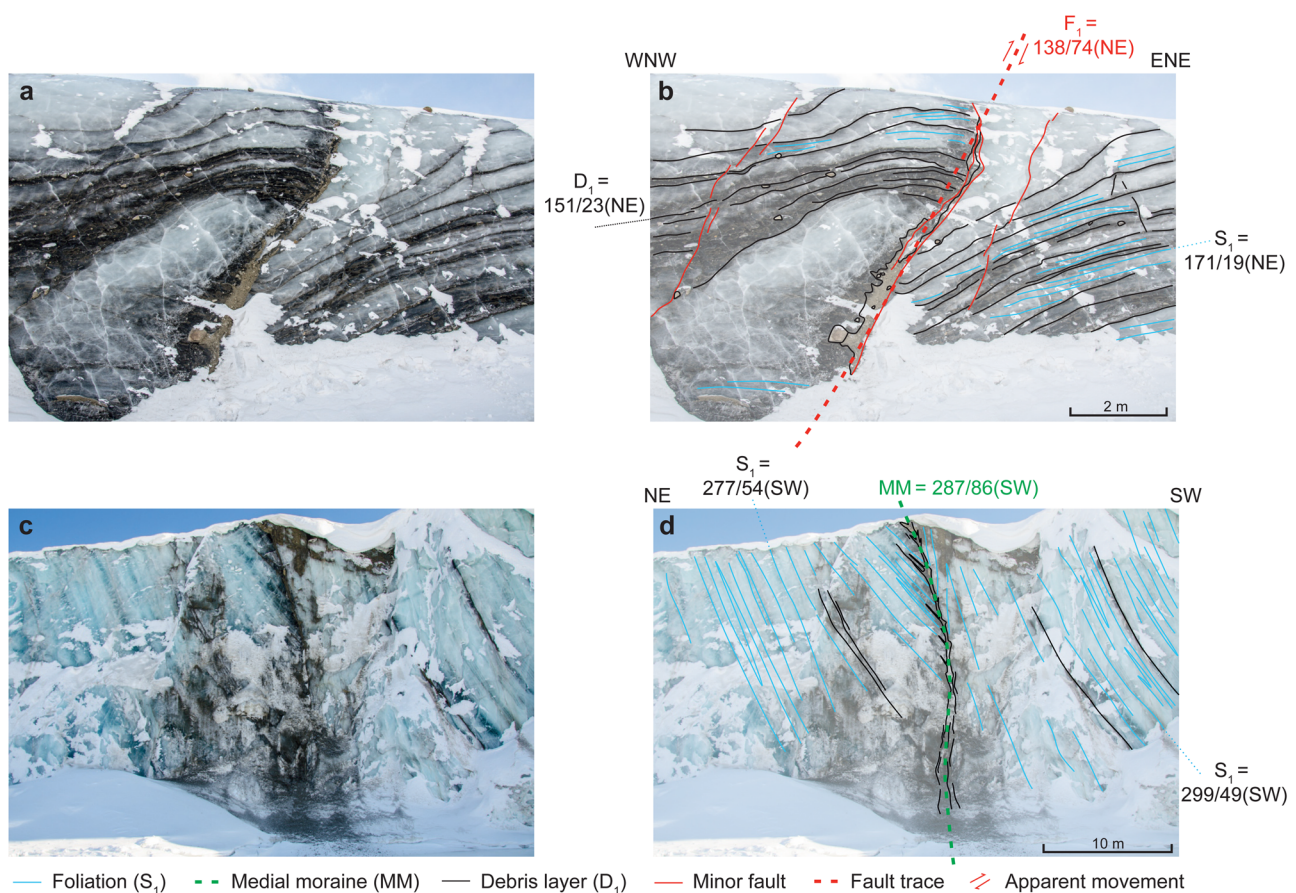 F₁ =
138/74(NE)
WNW
ENE
a
b
D₁ =
151/23(NE)
S₁ =
171/19(NE)
2 m
S₁ =
277/54(SW)
MM = 287/86(SW)
NE
SW
c
d
S₁ =
299/49(SW)
10 m
Foliation (S₁)
Medial moraine (MM)
Debris layer (D₁)
Minor fault
Fault trace
Apparent movement